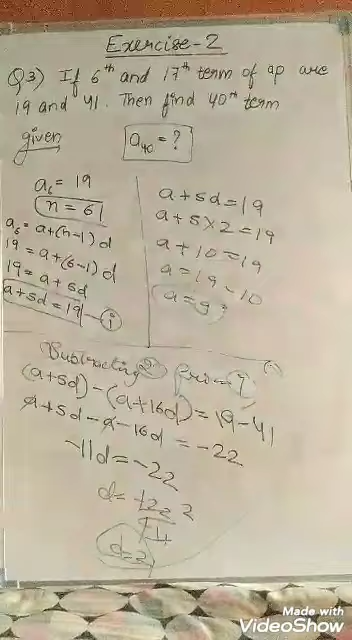 Exercise-2
Q3) If 6th and 17th term of ap are
19 and 41. Then find 40th term
given
a40 = ?
a6 = 19
n = 6
a6 = a+(n-1)d
19 = a+(6-1)d
19 = a+5d
a+5d = 19 - i
a+5d = 19
a+5×2 = 19
a+10 = 19
a = 19-10
a = 9
Subtracting 2 from
(a+5d)-(a+16d) = 19-41
a+5d-a-16d = -22
-11d = -22
d=2
Made with
VideoShow